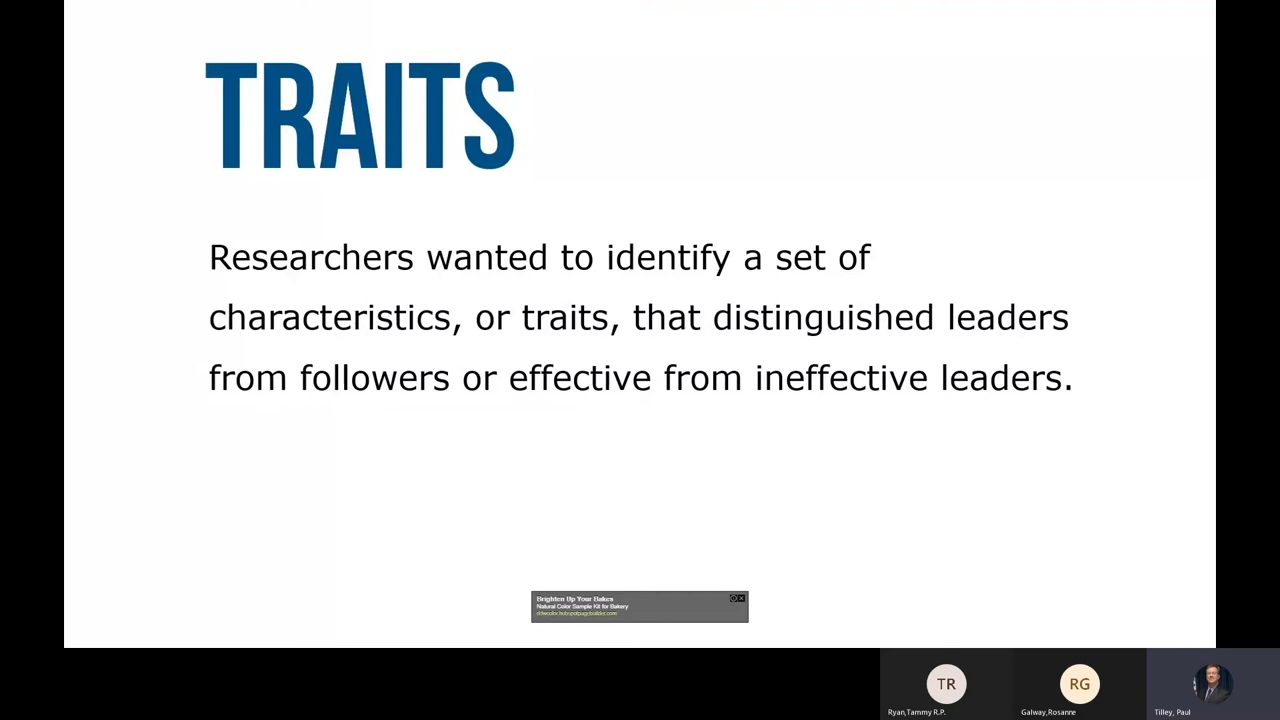 TRAITS
Researchers wanted to identify a set of
characteristics, or traits, that distinguished leaders
from followers or effective from ineffective leaders.
Brighten Up Your Bakes
Natural Color Sample Kit for Bakery
TR
RG
Ryan,Tammy R.P.
Galway,Rosanne
Tilley, Paul